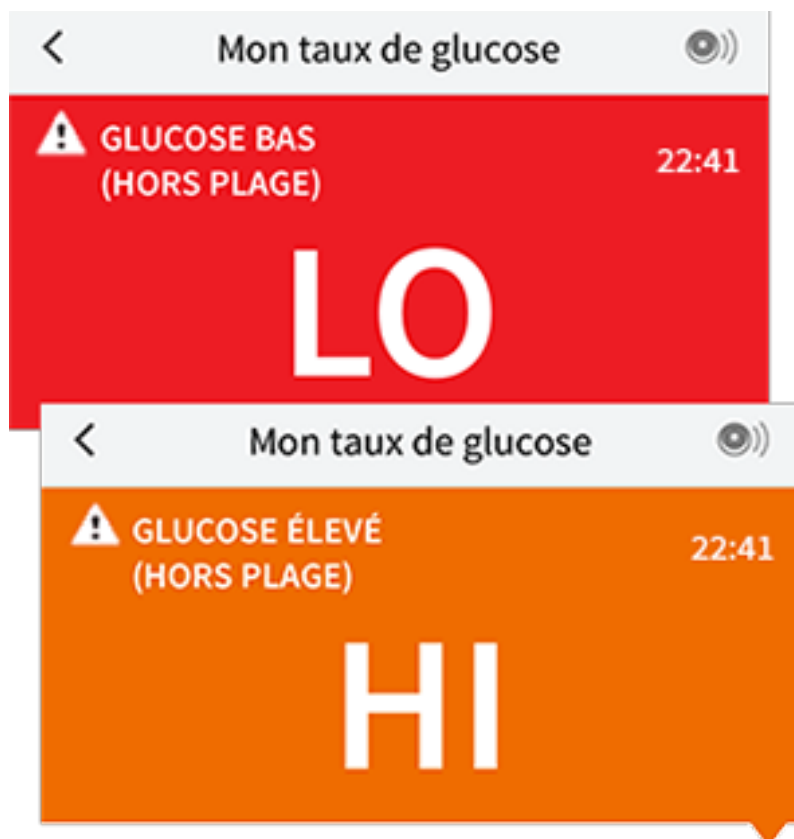 Mon taux de glucose
GLUCOSE BAS
(HORS PLAGE)
22:41
LO
Mon taux de glucose
GLUCOSE ÉLEVÉ
(HORS PLAGE)
22:41
HI